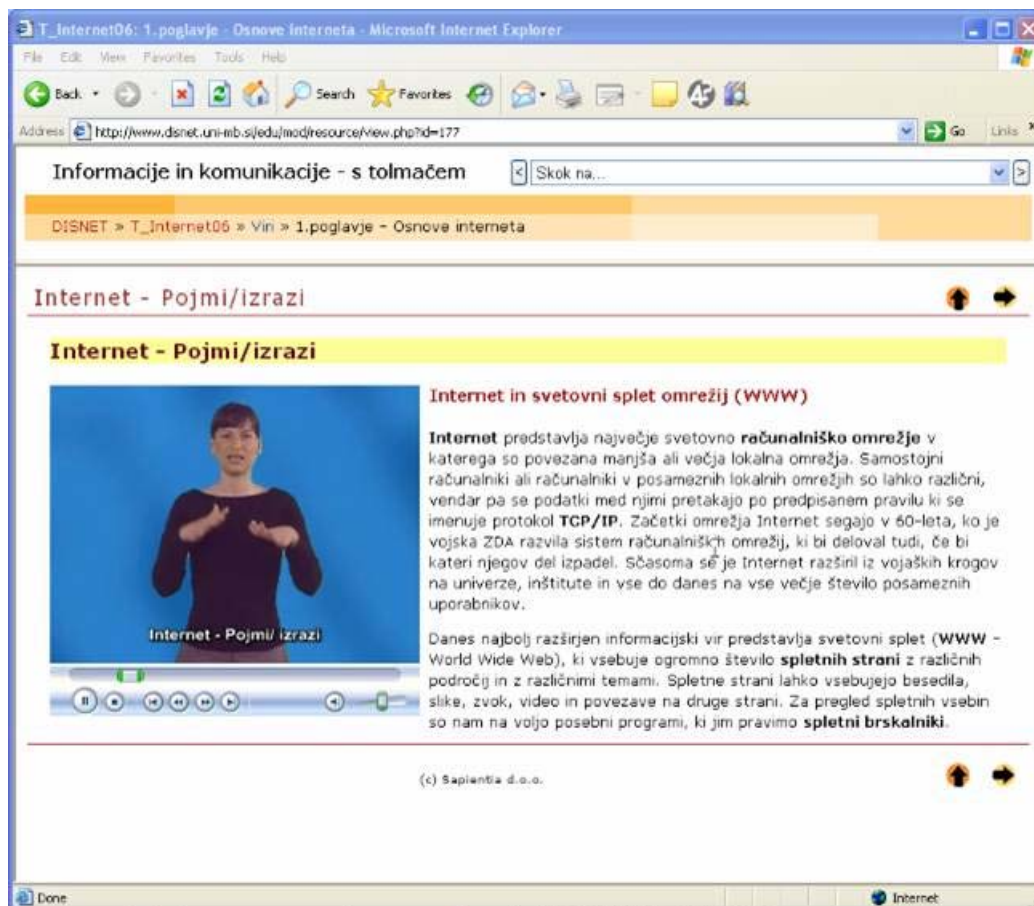 T_Internet06: 1.poglavje - Osnove interneta - Microsoft Internet Explorer
File Edit View Favorites Tools Help
Back Search Favorites
Address http://www.disnet.uni-mb.si/edu/mod/resource/view.php?id=177 Go Links
Informacije in komunikacije - s tolmačem < Skok na... >
DISNET » T_Internet06 » Viri » 1.poglavje - Osnove interneta
Internet - Pojmi/izrazi
Internet - Pojmi/izrazi
Internet in svetovni splet omrežij (WWW)
Internet predstavlja največje svetovno računalniško omrežje v
katerega so povezana manjša ali večja lokalna omrežja. Samostojni
računalniki ali računalniki v posameznih lokalnih omrežjih so lahko različni,
vendar pa se podatki med njimi pretakajo po predpisanem pravilu ki se
imenuje protokol TCP/IP. Začetki omrežja Internet segajo v 60-leta, ko je
vojska ZDA razvila sistem računalniških omrežij, ki bi deloval tudi, če bi
kateri njegov del izpadel. Sčasoma se je Internet razširil iz vojaških krogov
na univerze, inštitute in vse do danes na vse večje število posameznih
uporabnikov.
Internet - Pojmi/ izrazi
Danes najbolj razširjen informacijski vir predstavlja svetovni splet (WWW -
World Wide Web), ki vsebuje ogromno število spletnih strani z različnih
področij in z različnimi temami. Spletne strani lahko vsebujejo besedila,
slike, zvok, video in povezave na druge strani. Za pregled spletnih vsebin
so nam na voljo posebni programi, ki jim pravimo spletni brskalniki.
(c) Sapientia d.o.o.
Done Internet